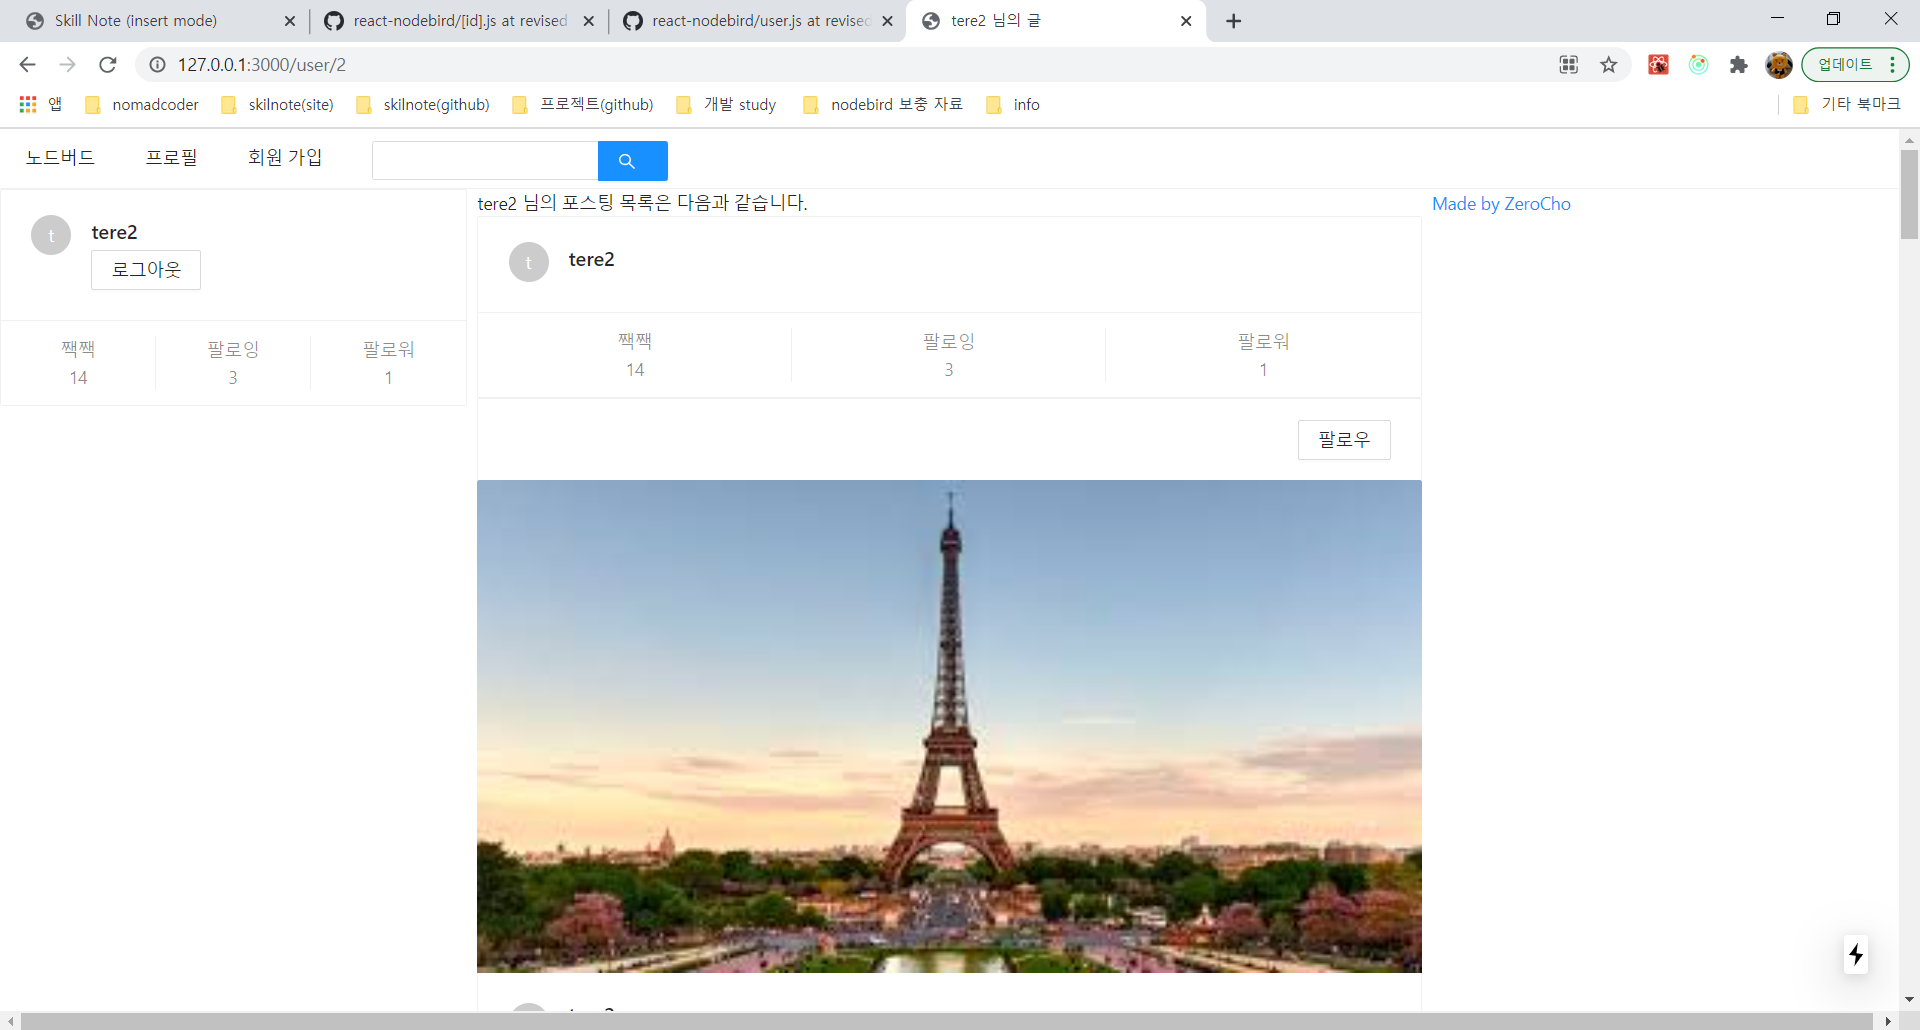 Skill Note (insert mode)
react-nodebird/[id].js at revised
react-nodebird/user.js at revised
tere2 님의 글
127.0.0.1:3000/user/2
업데이트
앱
nomadcoder
skilnote(site)
skilnote(github)
프로젝트(github)
개발 study
nodebird 보충 자료
info
기타 북마크
노드버드
프로필
회원 가입
t
tere2
로그아웃
짹짹
14
팔로잉
3
팔로워
1
tere2 님의 포스팅 목록은 다음과 같습니다.
t
tere2
짹짹
14
팔로잉
3
팔로워
1
팔로우
Made by ZeroCho